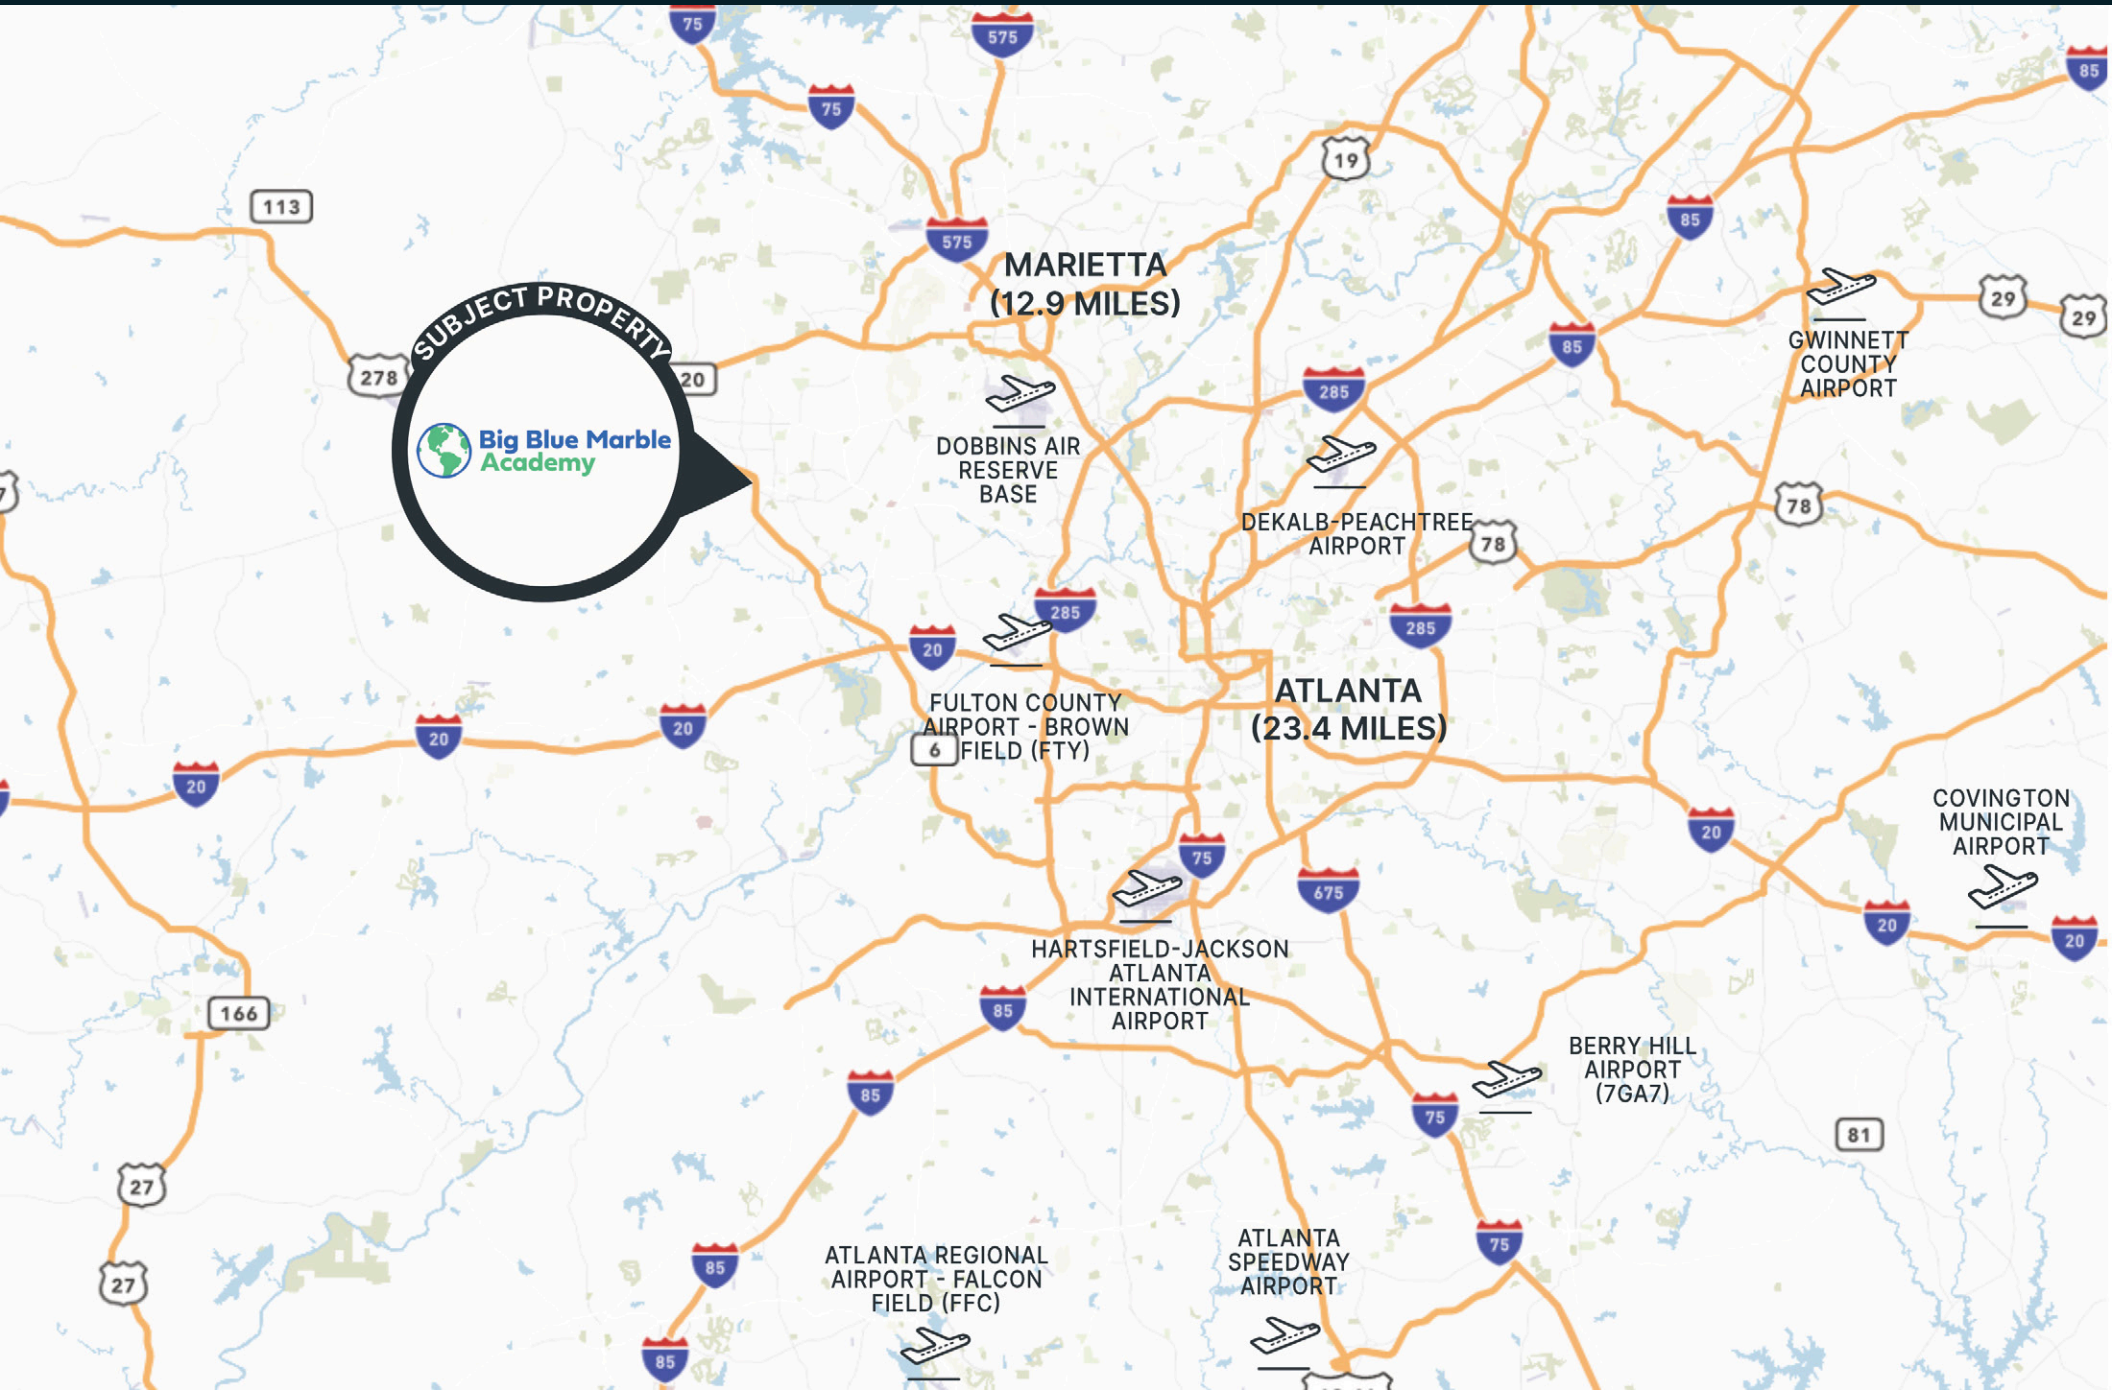 75
575
85
75
19
113
85
575
MARIETTA
(12.9 MILES)
29
29
GWINNETT
COUNTY
AIRPORT
SUBJECT PROPERTY
278
20
85
285
DOBBINS AIR
RESERVE
BASE
Big Blue Marble
Academy
7
DEKALB-PEACHTREE
AIRPORT
78
78
285
285
20
FULTON COUNTY
AIRPORT - BROWN
FIELD (FTY)
6
ATLANTA
(23.4 MILES)
20
20
20
COVINGTON
MUNICIPAL
AIRPORT
20
20
20
75
675
HARTSFIELD-JACKSON
ATLANTA
INTERNATIONAL
AIRPORT
166
85
85
BERRY HILL
AIRPORT
(7GA7)
75
81
27
27
85
75
ATLANTA REGIONAL
AIRPORT - FALCON
FIELD (FFC)
ATLANTA
SPEEDWAY
AIRPORT
85